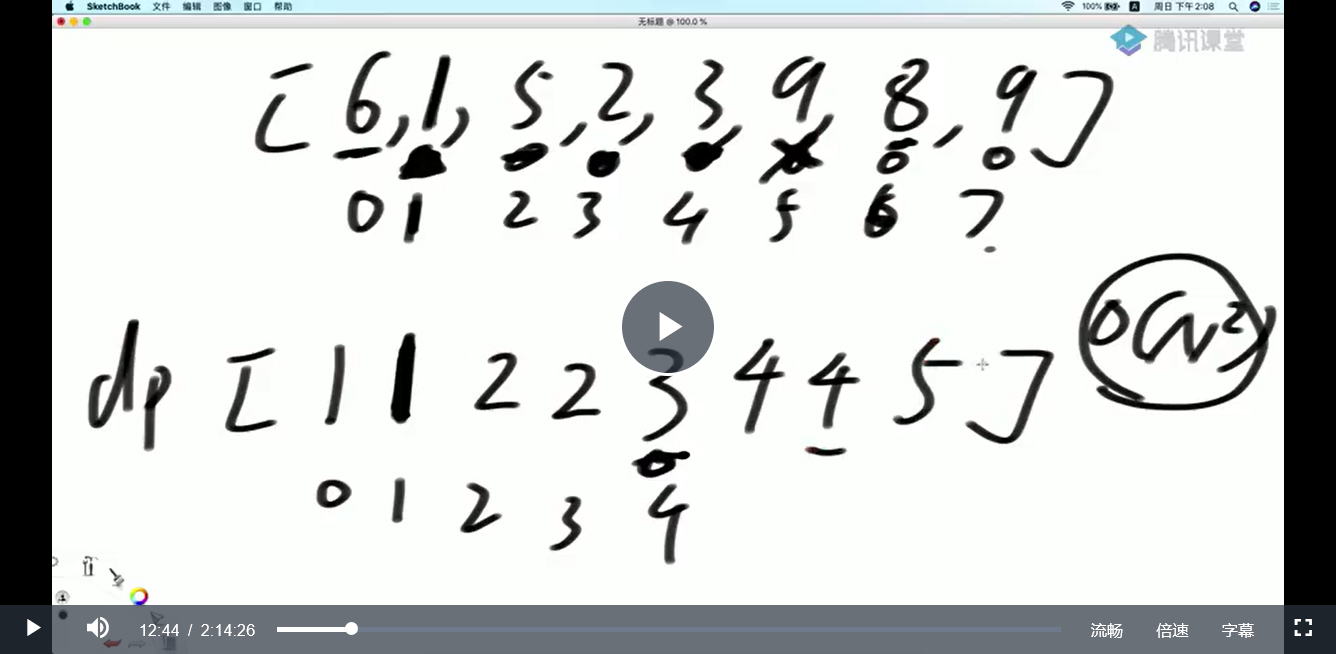 SketchBook 文件 编辑 图像 窗口 帮助 100% 周日 下午2:08
无标题 @ 100.0 %
腾讯课堂
[6,1,5,2,3,9,8,9]
0 1 2 3 4 5 6 7
O(N²)
dp [1 1 2 2 3 4 4 5]
0 1 2 3 4
12:44 / 2:14:26 流畅 倍速 字幕